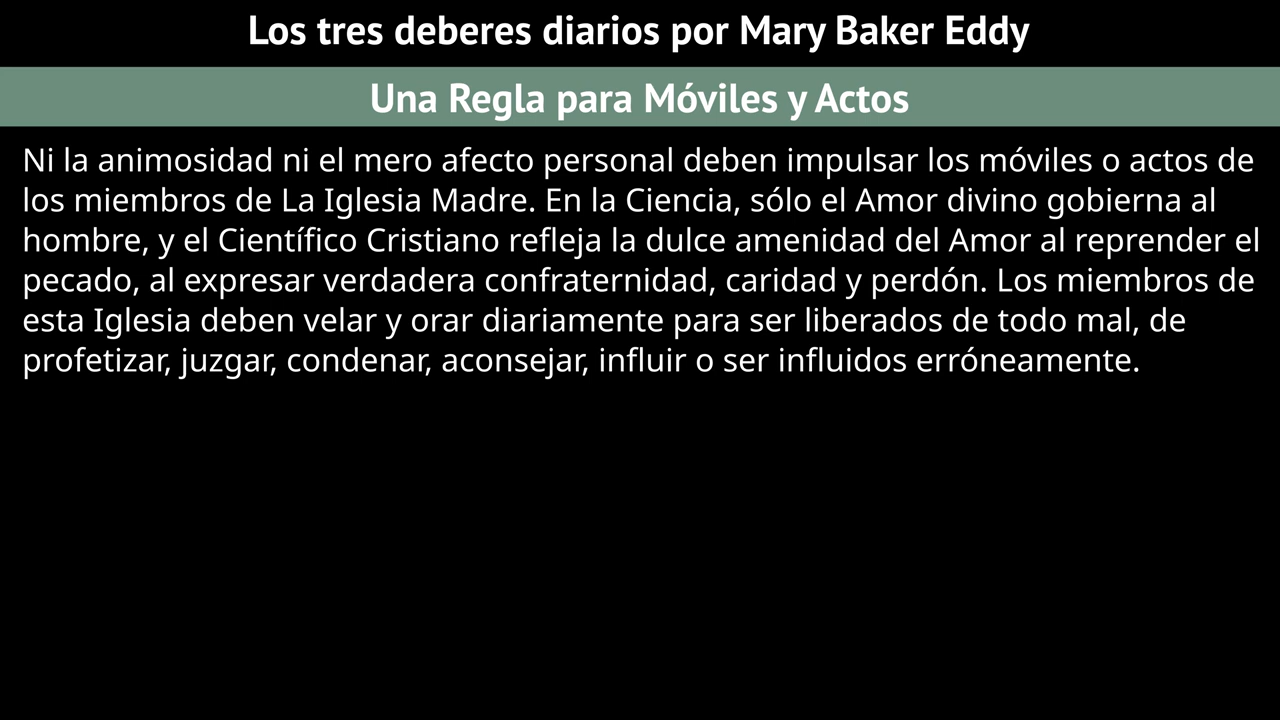 Los tres deberes diarios por Mary Baker Eddy
Una Regla para Móviles y Actos
Ni la animosidad ni el mero afecto personal deben impulsar los móviles o actos de
los miembros de La Iglesia Madre. En la Ciencia, sólo el Amor divino gobierna al
hombre, y el Científico Cristiano refleja la dulce amenidad del Amor al reprender el
pecado, al expresar verdadera confraternidad, caridad y perdón. Los miembros de
esta Iglesia deben velar y orar diariamente para ser liberados de todo mal, de
profetizar, juzgar, condenar, aconsejar, influir o ser influidos erróneamente.